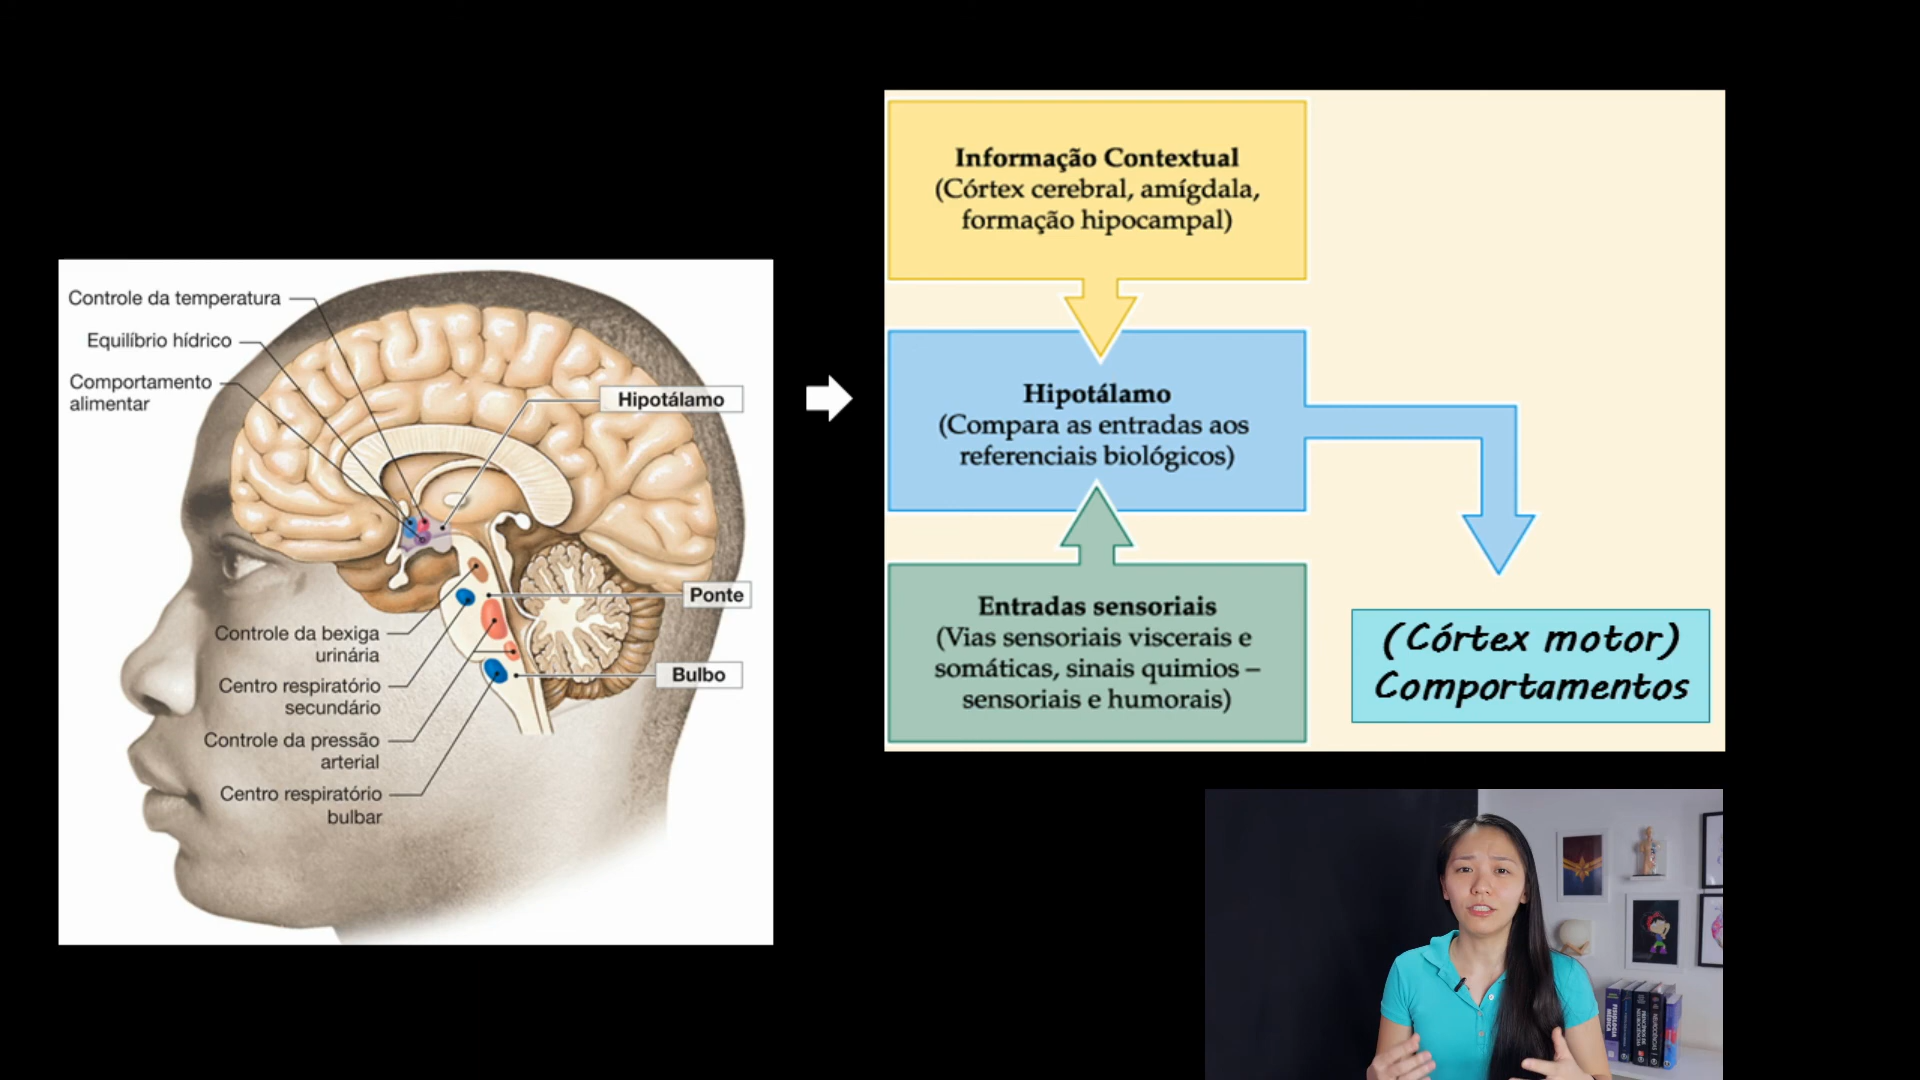 Controle da temperatura
Equilíbrio hídrico
Comportamento
alimentar
Hipotálamo
Ponte
Controle da bexiga
urinária
Bulbo
Centro respiratório
secundário
Controle da pressão
arterial
Centro respiratório
bulbar
Informação Contextual
(Córtex cerebral, amígdala,
formação hipocampal)
Hipotálamo
(Compara as entradas aos
referenciais biológicos)
Entradas sensoriais
(Vias sensoriais viscerais e
somáticas, sinais quimios –
sensoriais e humorais)
(Córtex motor)
Comportamentos